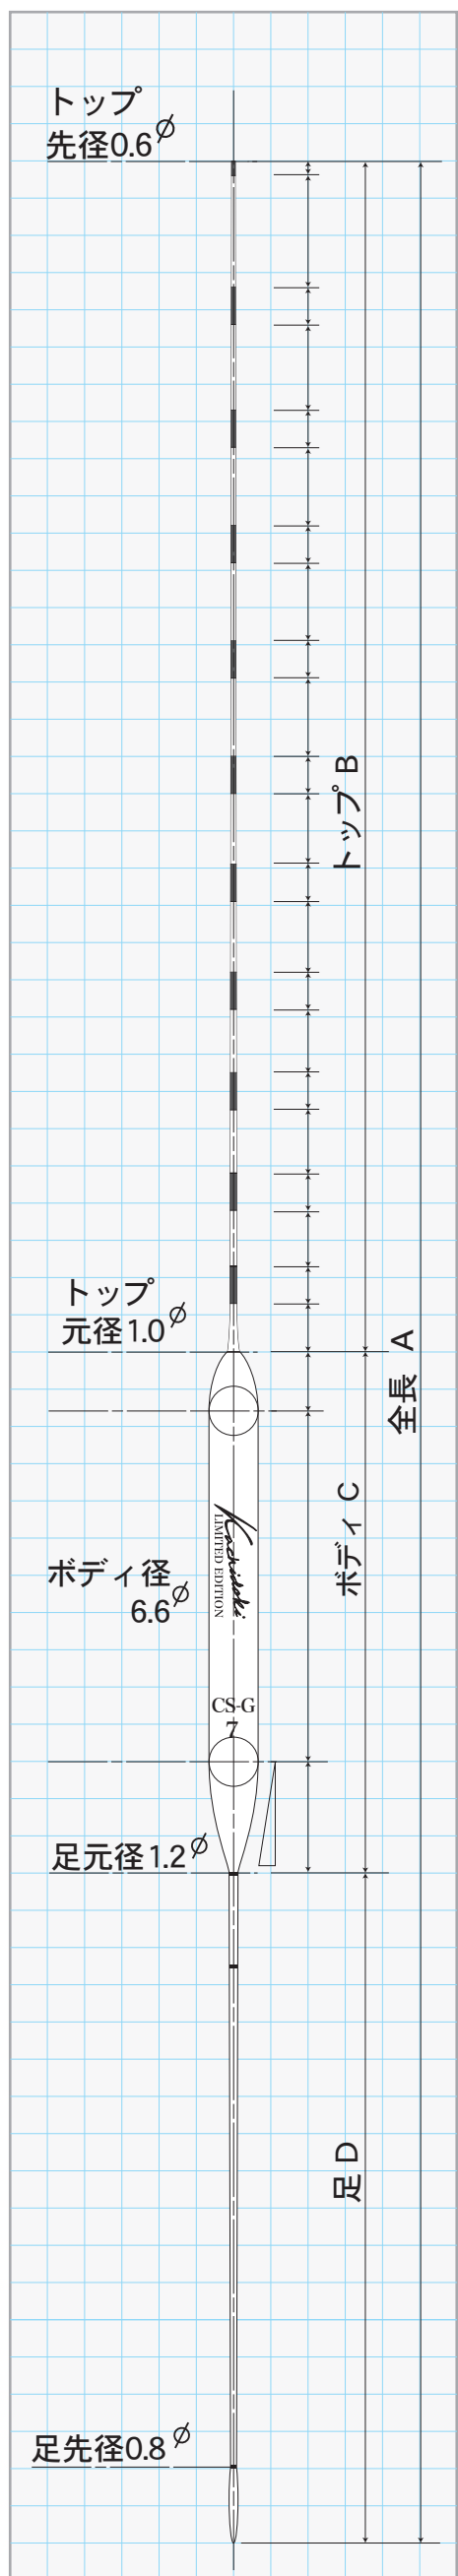 トップ
先径0.6∅
トップ B
トップ
元径1.0∅
全長 A
ボディ C
ボディ径
6.6∅
Kachidoki
LIMITED EDITION
CS-G
7
足元径1.2∅
足 D
足先径0.8∅